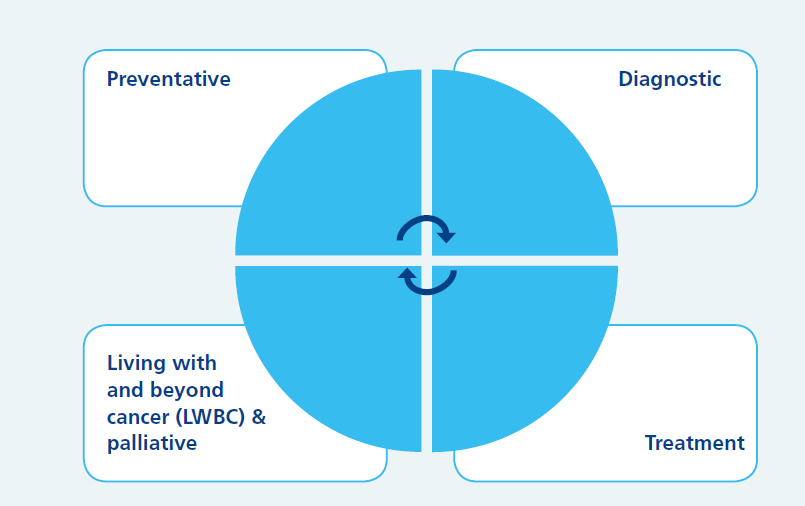 Preventative
Diagnostic
Living with
and beyond
cancer (LWBC) &
palliative
Treatment